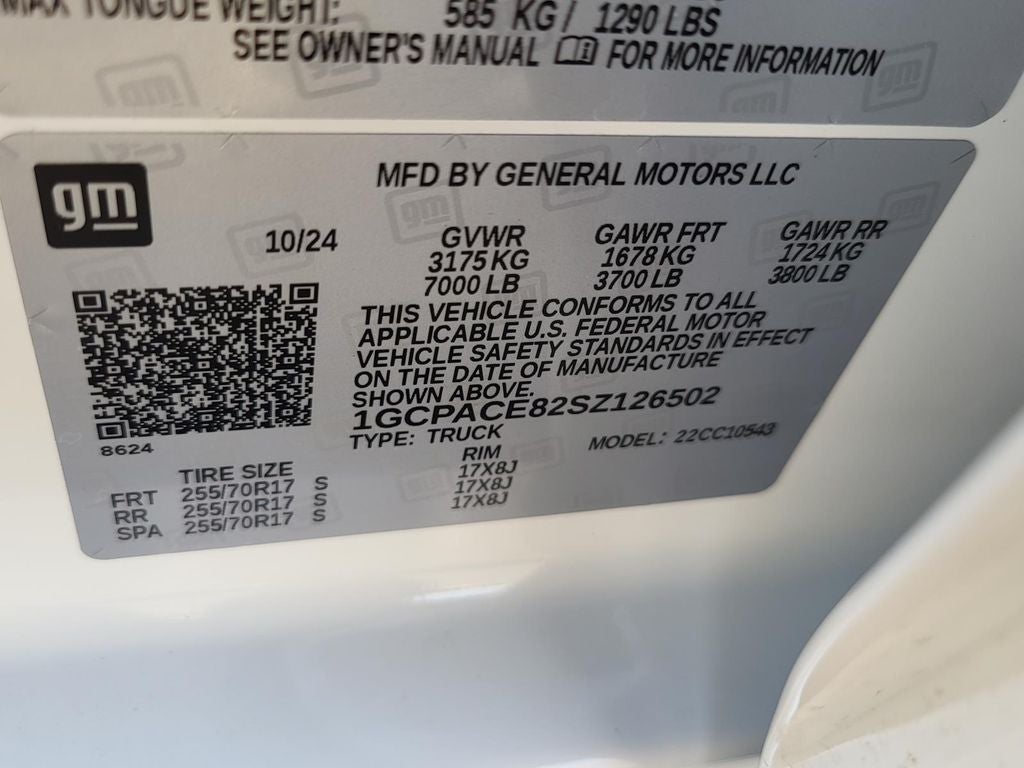 MAX TONGUE WEIGHT: 585 KG / 1290 LBS
SEE OWNER'S MANUAL FOR MORE INFORMATION
gm
MFD BY GENERAL MOTORS LLC
10/24 GVWR GAWR FRT GAWR RR
3175 KG 1678 KG 1724 KG
7000 LB 3700 LB 3800 LB
THIS VEHICLE CONFORMS TO ALL
APPLICABLE U.S. FEDERAL MOTOR
VEHICLE SAFETY STANDARDS IN EFFECT
ON THE DATE OF MANUFACTURE
SHOWN ABOVE.
1GCPACE82SZ126502
TYPE: TRUCK MODEL: 22CC10543
8624
TIRE SIZE RIM
FRT 255/70R17 S 17X8J
RR 255/70R17 S 17X8J
SPA 255/70R17 S 17X8J